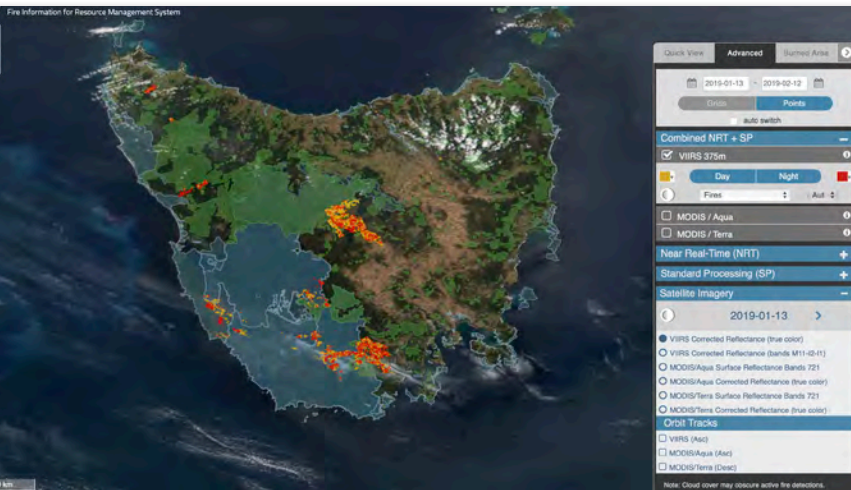 Fire Information for Resource Management System
Quick View Advanced Burned Area
2019-01-13 - 2019-02-12
Grids Points
auto switch
Combined NRT + SP
VIIRS 375m
Day Night
Fires Aut
MODIS / Aqua
MODIS / Terra
Near Real-Time (NRT)
Standard Processing (SP)
Satellite Imagery
2019-01-13
VIIRS Corrected Reflectance (true color)
VIIRS Corrected Reflectance (bands M11-I2-I1)
MODIS/Aqua Surface Reflectance Bands 721
MODIS/Aqua Corrected Reflectance (true color)
MODIS/Terra Surface Reflectance Bands 721
MODIS/Terra Corrected Reflectance (true color)
Orbit Tracks
VIIRS (Asc)
MODIS/Aqua (Asc)
MODIS/Terra (Desc)
km
Note: Cloud cover may obscure active fire detections.